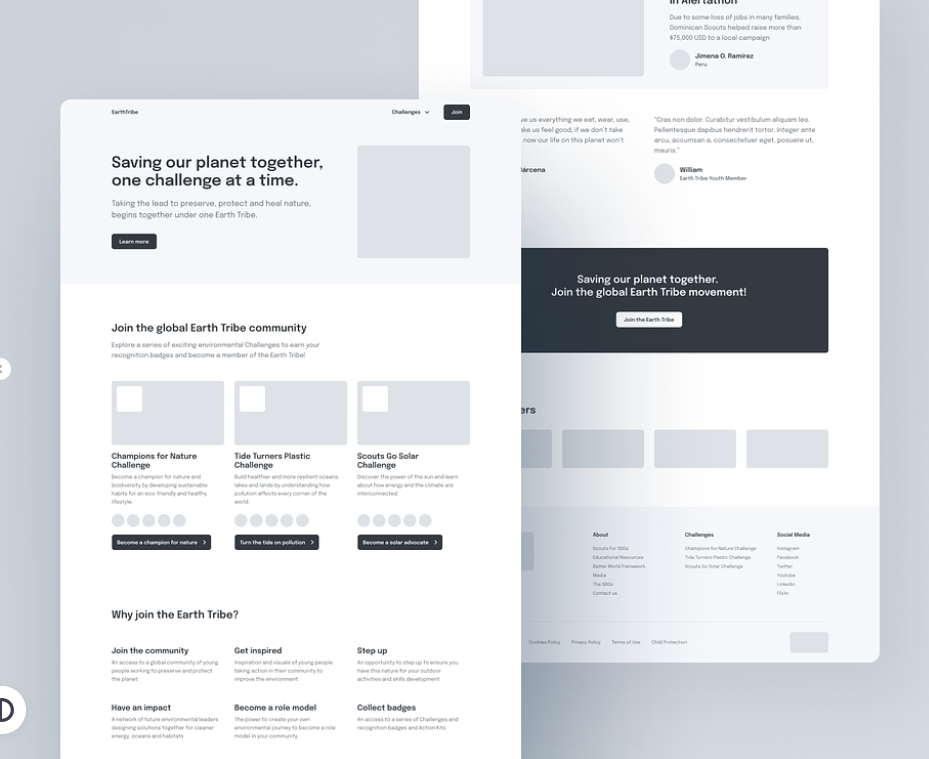 EarthTribe
Challenges
Join
Saving our planet together,
one challenge at a time.
Taking the lead to preserve, protect and heal nature,
begins together under one Earth Tribe.
Learn more
Join the global Earth Tribe community
Explore a series of exciting environmental Challenges to earn your
recognition badges and become a member of the Earth Tribe!
Champions for Nature
Challenge
Become a champion for nature and
biodiversity by developing sustainable
habits for an eco-friendly and healthy
lifestyle.
Become a champion for nature
Tide Turners Plastic
Challenge
Build healthier and more resilient oceans,
lakes and lands by understanding how
pollution affects every corner of the
world.
Turn the tide on pollution
Scouts Go Solar
Challenge
Discover the power of the sun and learn
about how energy and the climate are
interconnected.
Become a solar advocate
Why join the Earth Tribe?
Join the community
An access to a global community of young
people working to preserve and protect
the planet
Get inspired
Inspiration and visuals of young people
taking action in their community to
improve the environment
Step up
An opportunity to step up to ensure you
have this nature for your outdoor
activities and skills development
Have an impact
A network of future environmental leaders
designing solutions together for cleaner
energy, oceans and habitats
Become a role model
The power to create your own
environmental journey to become a role
model in your community
Collect badges
An access to a series of Challenges and
recognition badges and Action Kits
in Alertathon
Due to some loss of jobs in many families,
Dominican Scouts helped raise more than
$75,000 USD to a local campaign
Jimena O. Ramírez
Peru
ve us everything we eat, wear, use,
ke us feel good, if we don't take
now our life on this planet won't
Bárcena
"Cras non dolor. Curabitur vestibulum aliquam leo.
Pellentesque dapibus hendrerit tortor. Integer ante
arcu, accumsan a, consectetuer eget, posuere ut,
mauris."
William
Earth Tribe Youth Member
Saving our planet together.
Join the global Earth Tribe movement!
Join the Earth Tribe
ers
About
Scouts For SDGs
Educational Resources
Better World Framework
Media
The SDGs
Contact us
Challenges
Champions for Nature Challenge
Tide Turners Plastic Challenge
Scouts Go Solar Challenge
Social Media
Instagram
Facebook
Twitter
Youtube
Linkedin
Flickr
Cookies Policy
Privacy Policy
Terms of Use
Child Protection